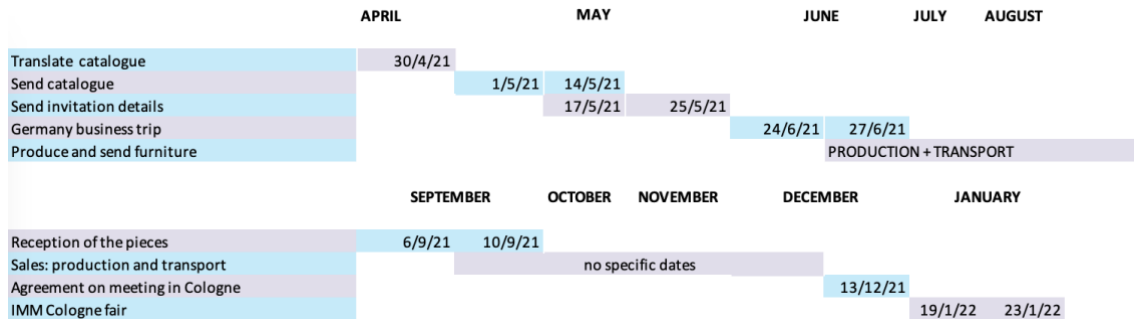 APRIL MAY JUNE JULY AUGUST
Translate catalogue 30/4/21
Send catalogue 1/5/21 14/5/21
Send invitation details 17/5/21 25/5/21
Germany business trip 24/6/21 27/6/21
Produce and send furniture PRODUCTION + TRANSPORT
SEPTEMBER OCTOBER NOVEMBER DECEMBER JANUARY
Reception of the pieces 6/9/21 10/9/21
Sales: production and transport no specific dates
Agreement on meeting in Cologne 13/12/21
IMM Cologne fair 19/1/22 23/1/22